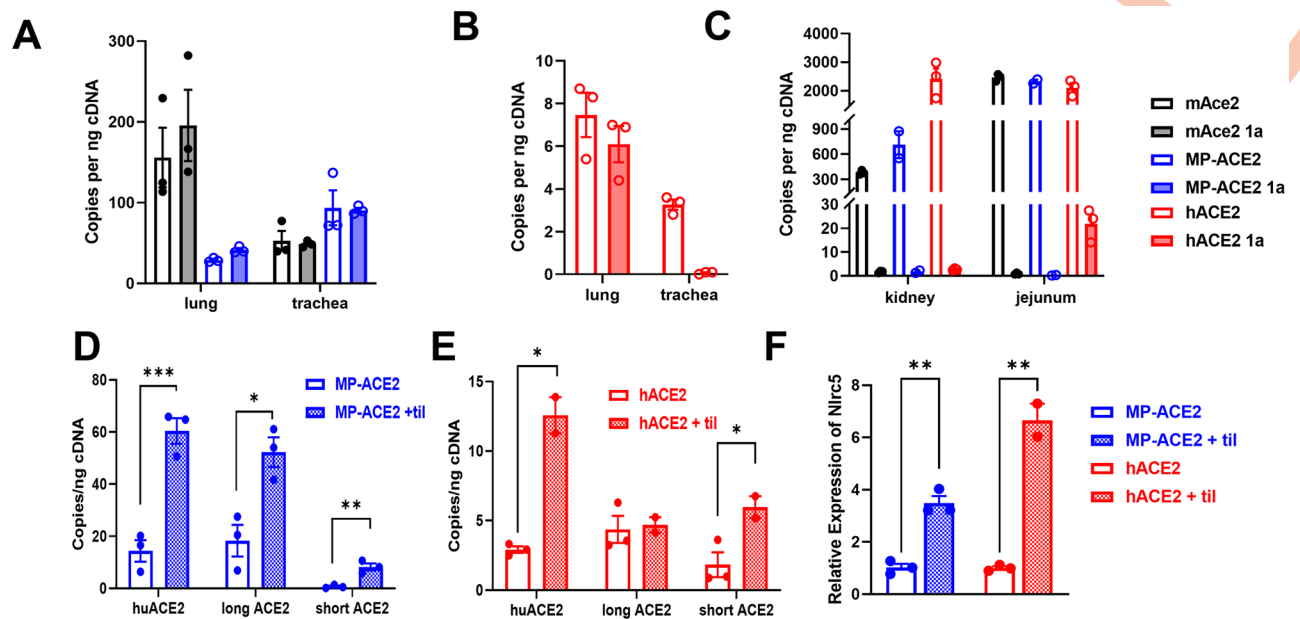 A
Copies per ng cDNA
300
200
100
0
lung
trachea
B
Copies per ng cDNA
10
8
6
4
2
0
lung
trachea
C
Copies per ng cDNA
4000
3000
2000
900
600
300
30
20
10
0
kidney
jejunum
mAce2
mAce2 1a
MP-ACE2
MP-ACE2 1a
hACE2
hACE2 1a
D
Copies/ng cDNA
80
60
40
20
0
***
*
**
huACE2
long ACE2
short ACE2
MP-ACE2
MP-ACE2 +til
E
Copies/ng cDNA
15
10
5
0
*
*
huACE2
long ACE2
short ACE2
hACE2
hACE2 + til
F
Relative Expression of Nlrc5
8
6
4
2
0
**
**
MP-ACE2
MP-ACE2 + til
hACE2
hACE2 + til